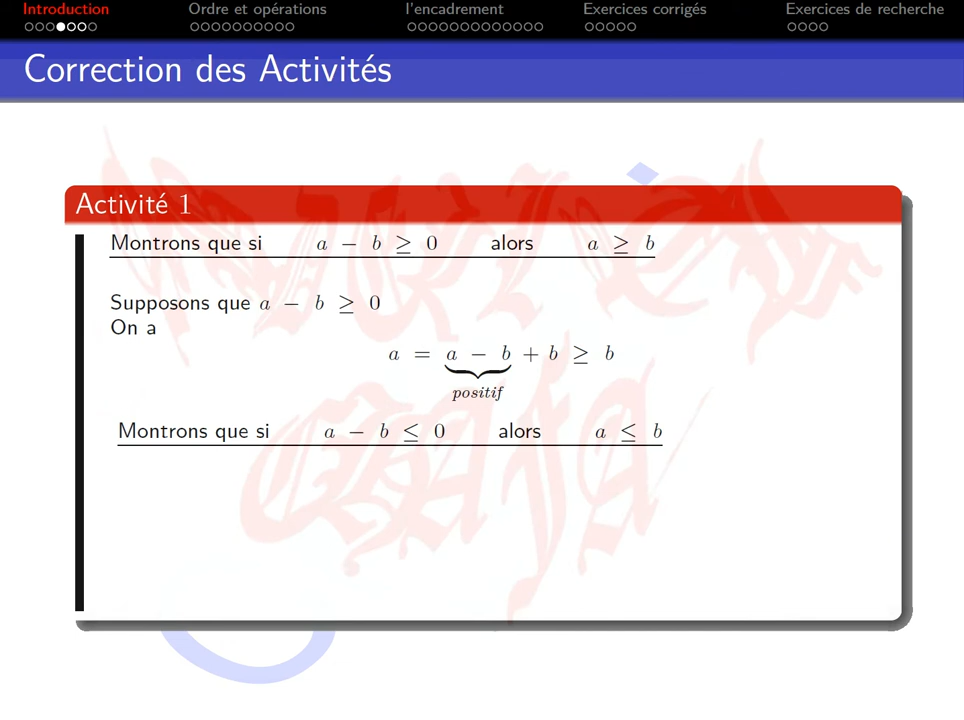 Introduction
Ordre et opérations
l'encadrement
Exercices corrigés
Exercices de recherche
Correction des Activités
Activité 1
Montrons que si a − b ≥ 0 alors a ≥ b
Supposons que a − b ≥ 0
On a
a = a − b + b ≥ b
positif
Montrons que si a − b ≤ 0 alors a ≤ b